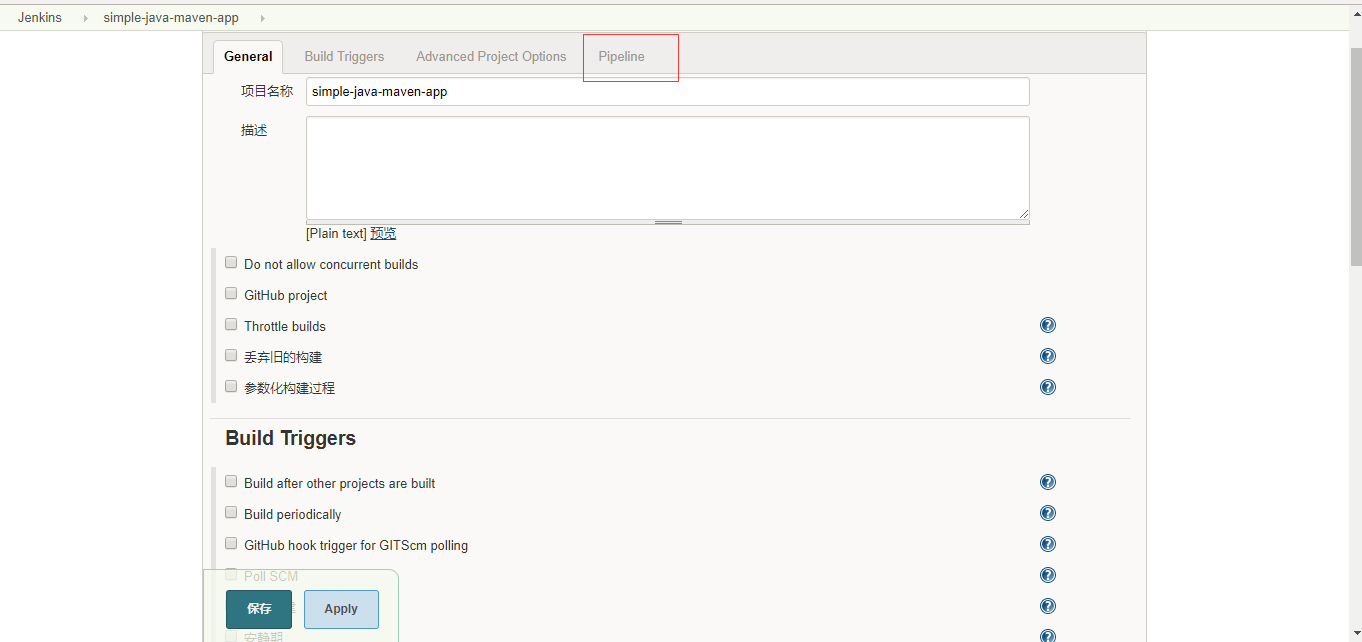 Jenkins simple-java-maven-app
General Build Triggers Advanced Project Options Pipeline
项目名称 simple-java-maven-app
描述
[Plain text] 预览
Do not allow concurrent builds
GitHub project
Throttle builds
丢弃旧的构建
参数化构建过程
Build Triggers
Build after other projects are built
Build periodically
GitHub hook trigger for GITScm polling
Poll SCM
保存 Apply
安静期